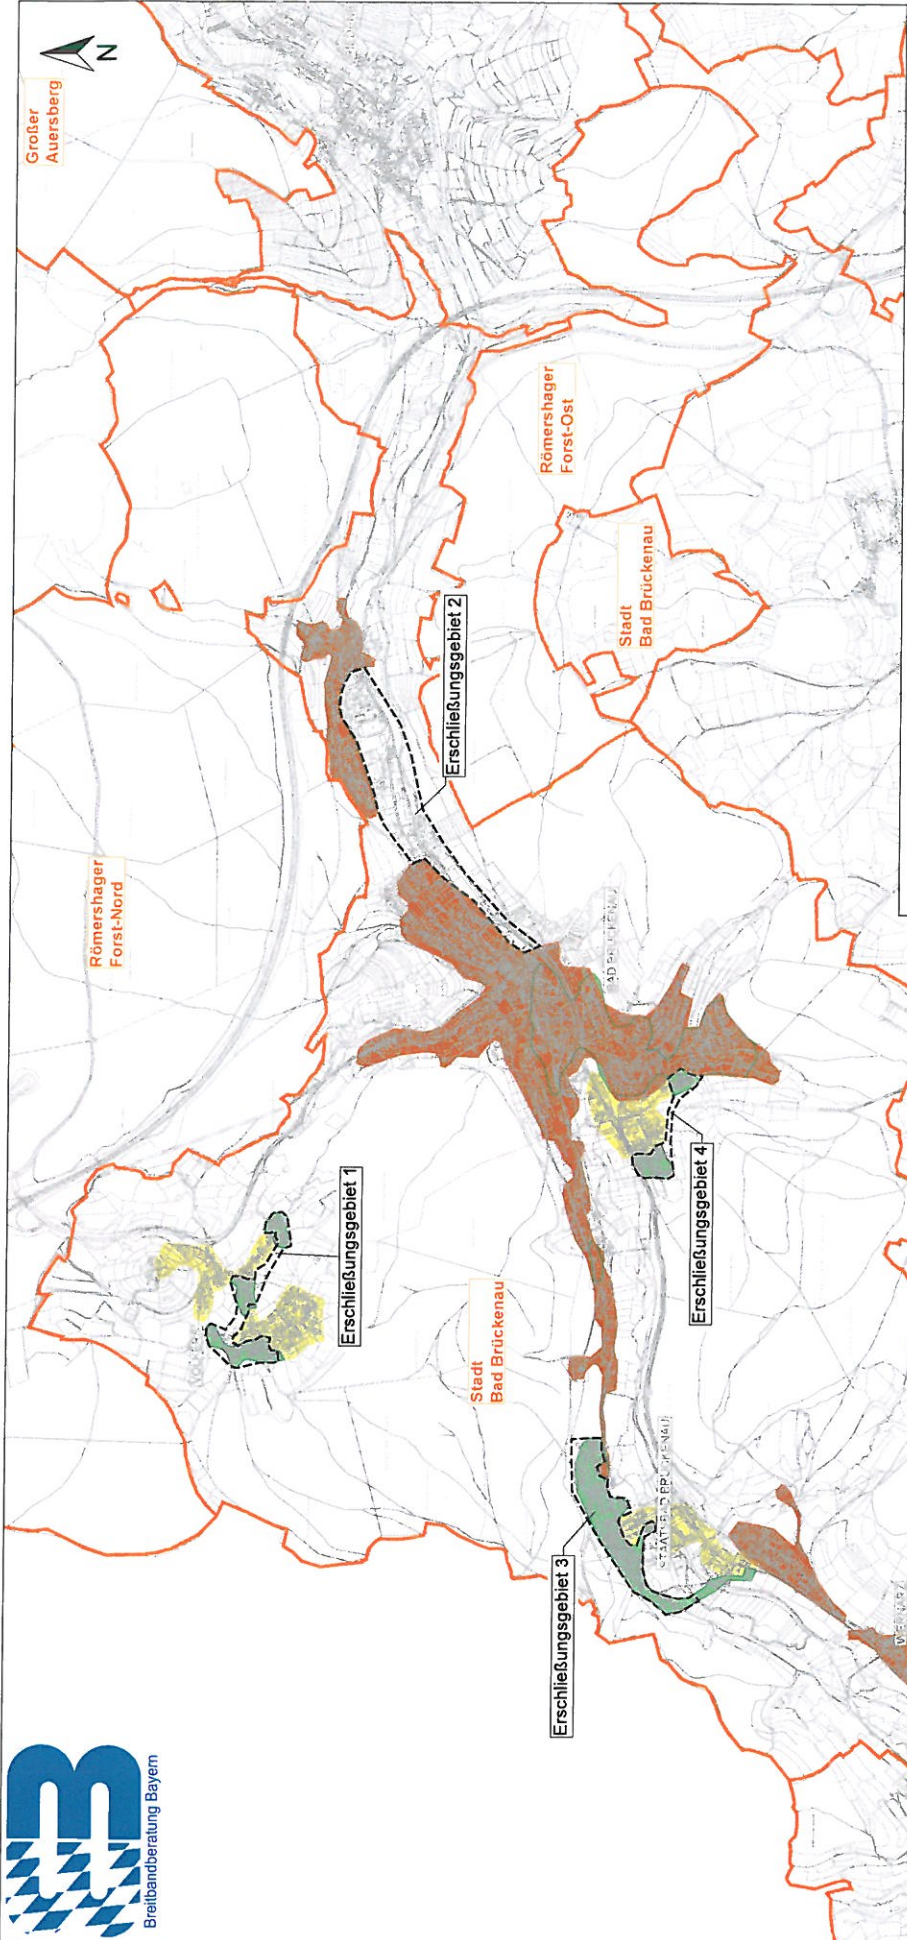 Breitbandberatung Bayern
Großer
Auersberg
N
Römershager
Forst-Nord
Römershager
Forst-Ost
Stadt
Bad Brückenau
Erschließungsgebiet 2
Erschließungsgebiet 1
Stadt
Bad Brückenau
Erschließungsgebiet 4
Erschließungsgebiet 3
WERNARZ